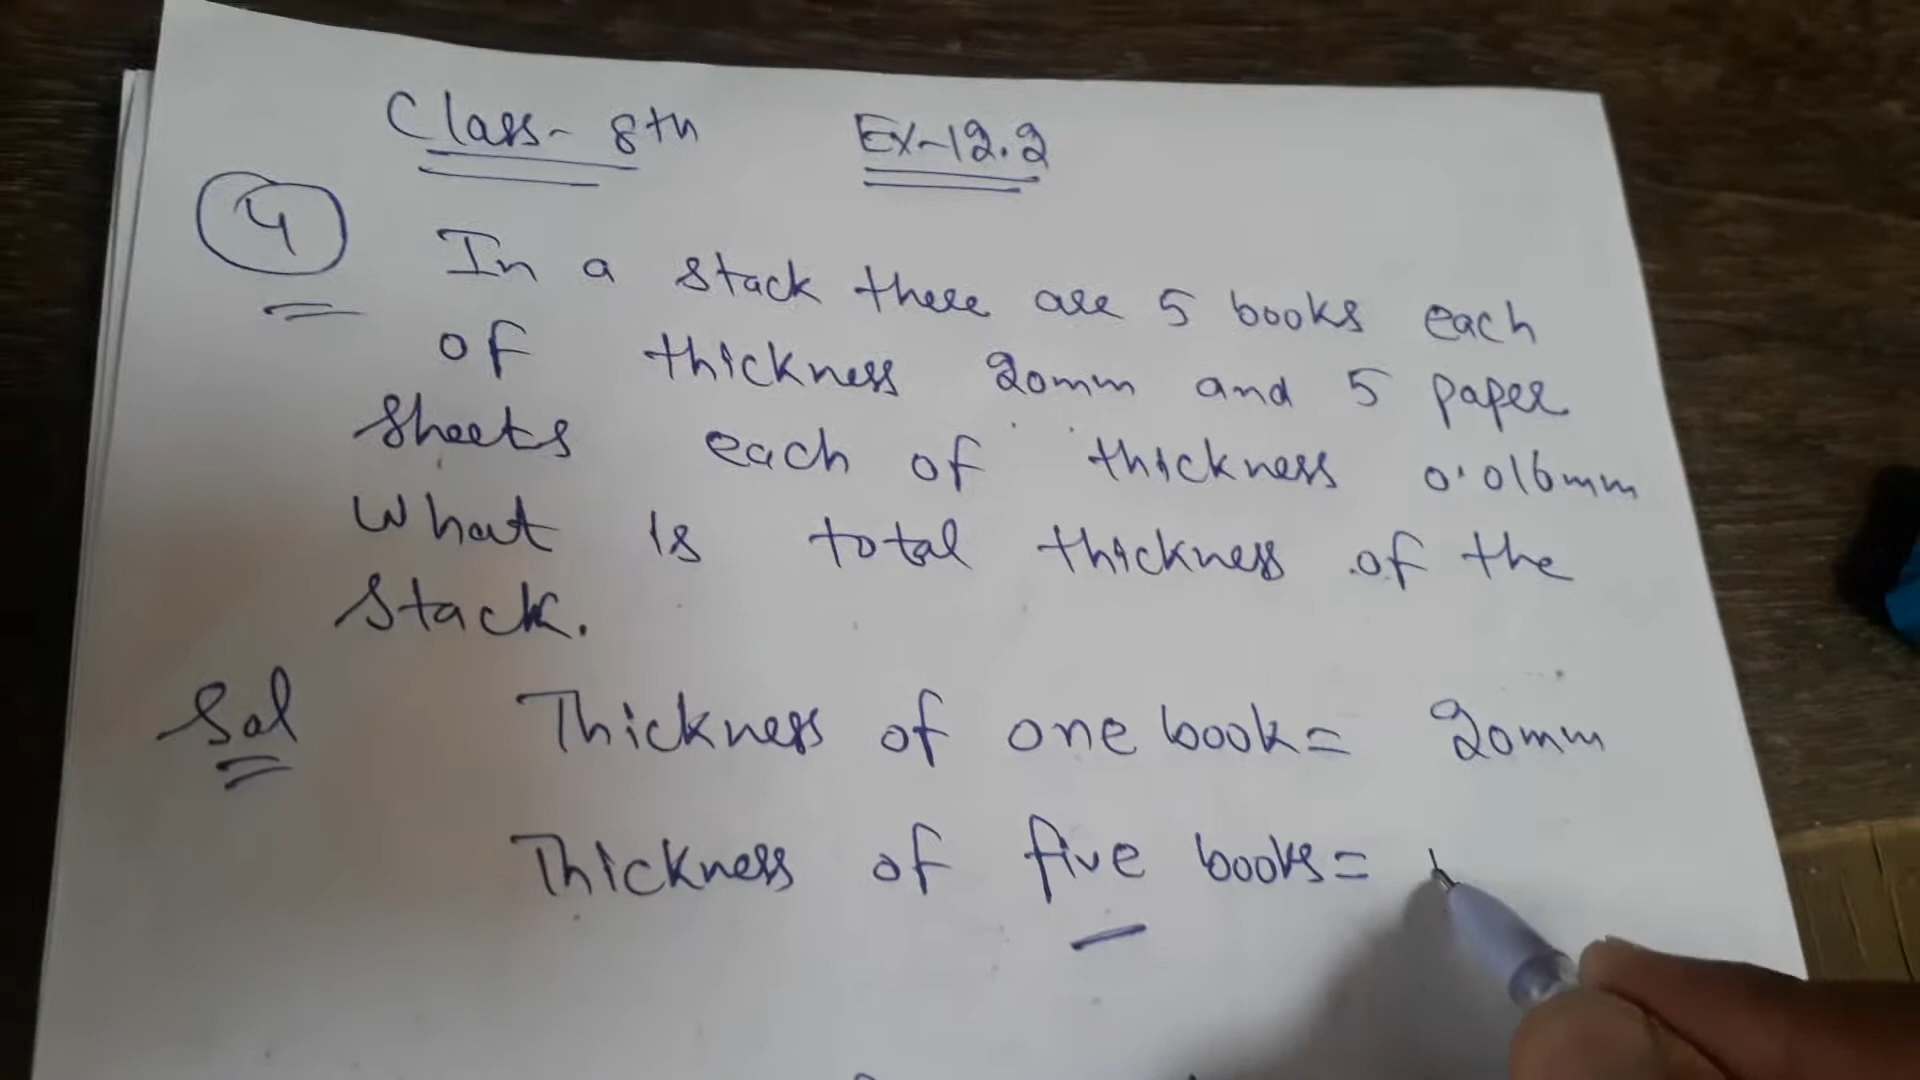 Class- 8th Ex-12.2
4 In a stack there are 5 books each
of thickness 20mm and 5 paper
sheets each of thickness 0.016mm
What is total thickness of the
stack.
Sol Thickness of one book= 20mm
Thickness of five books=